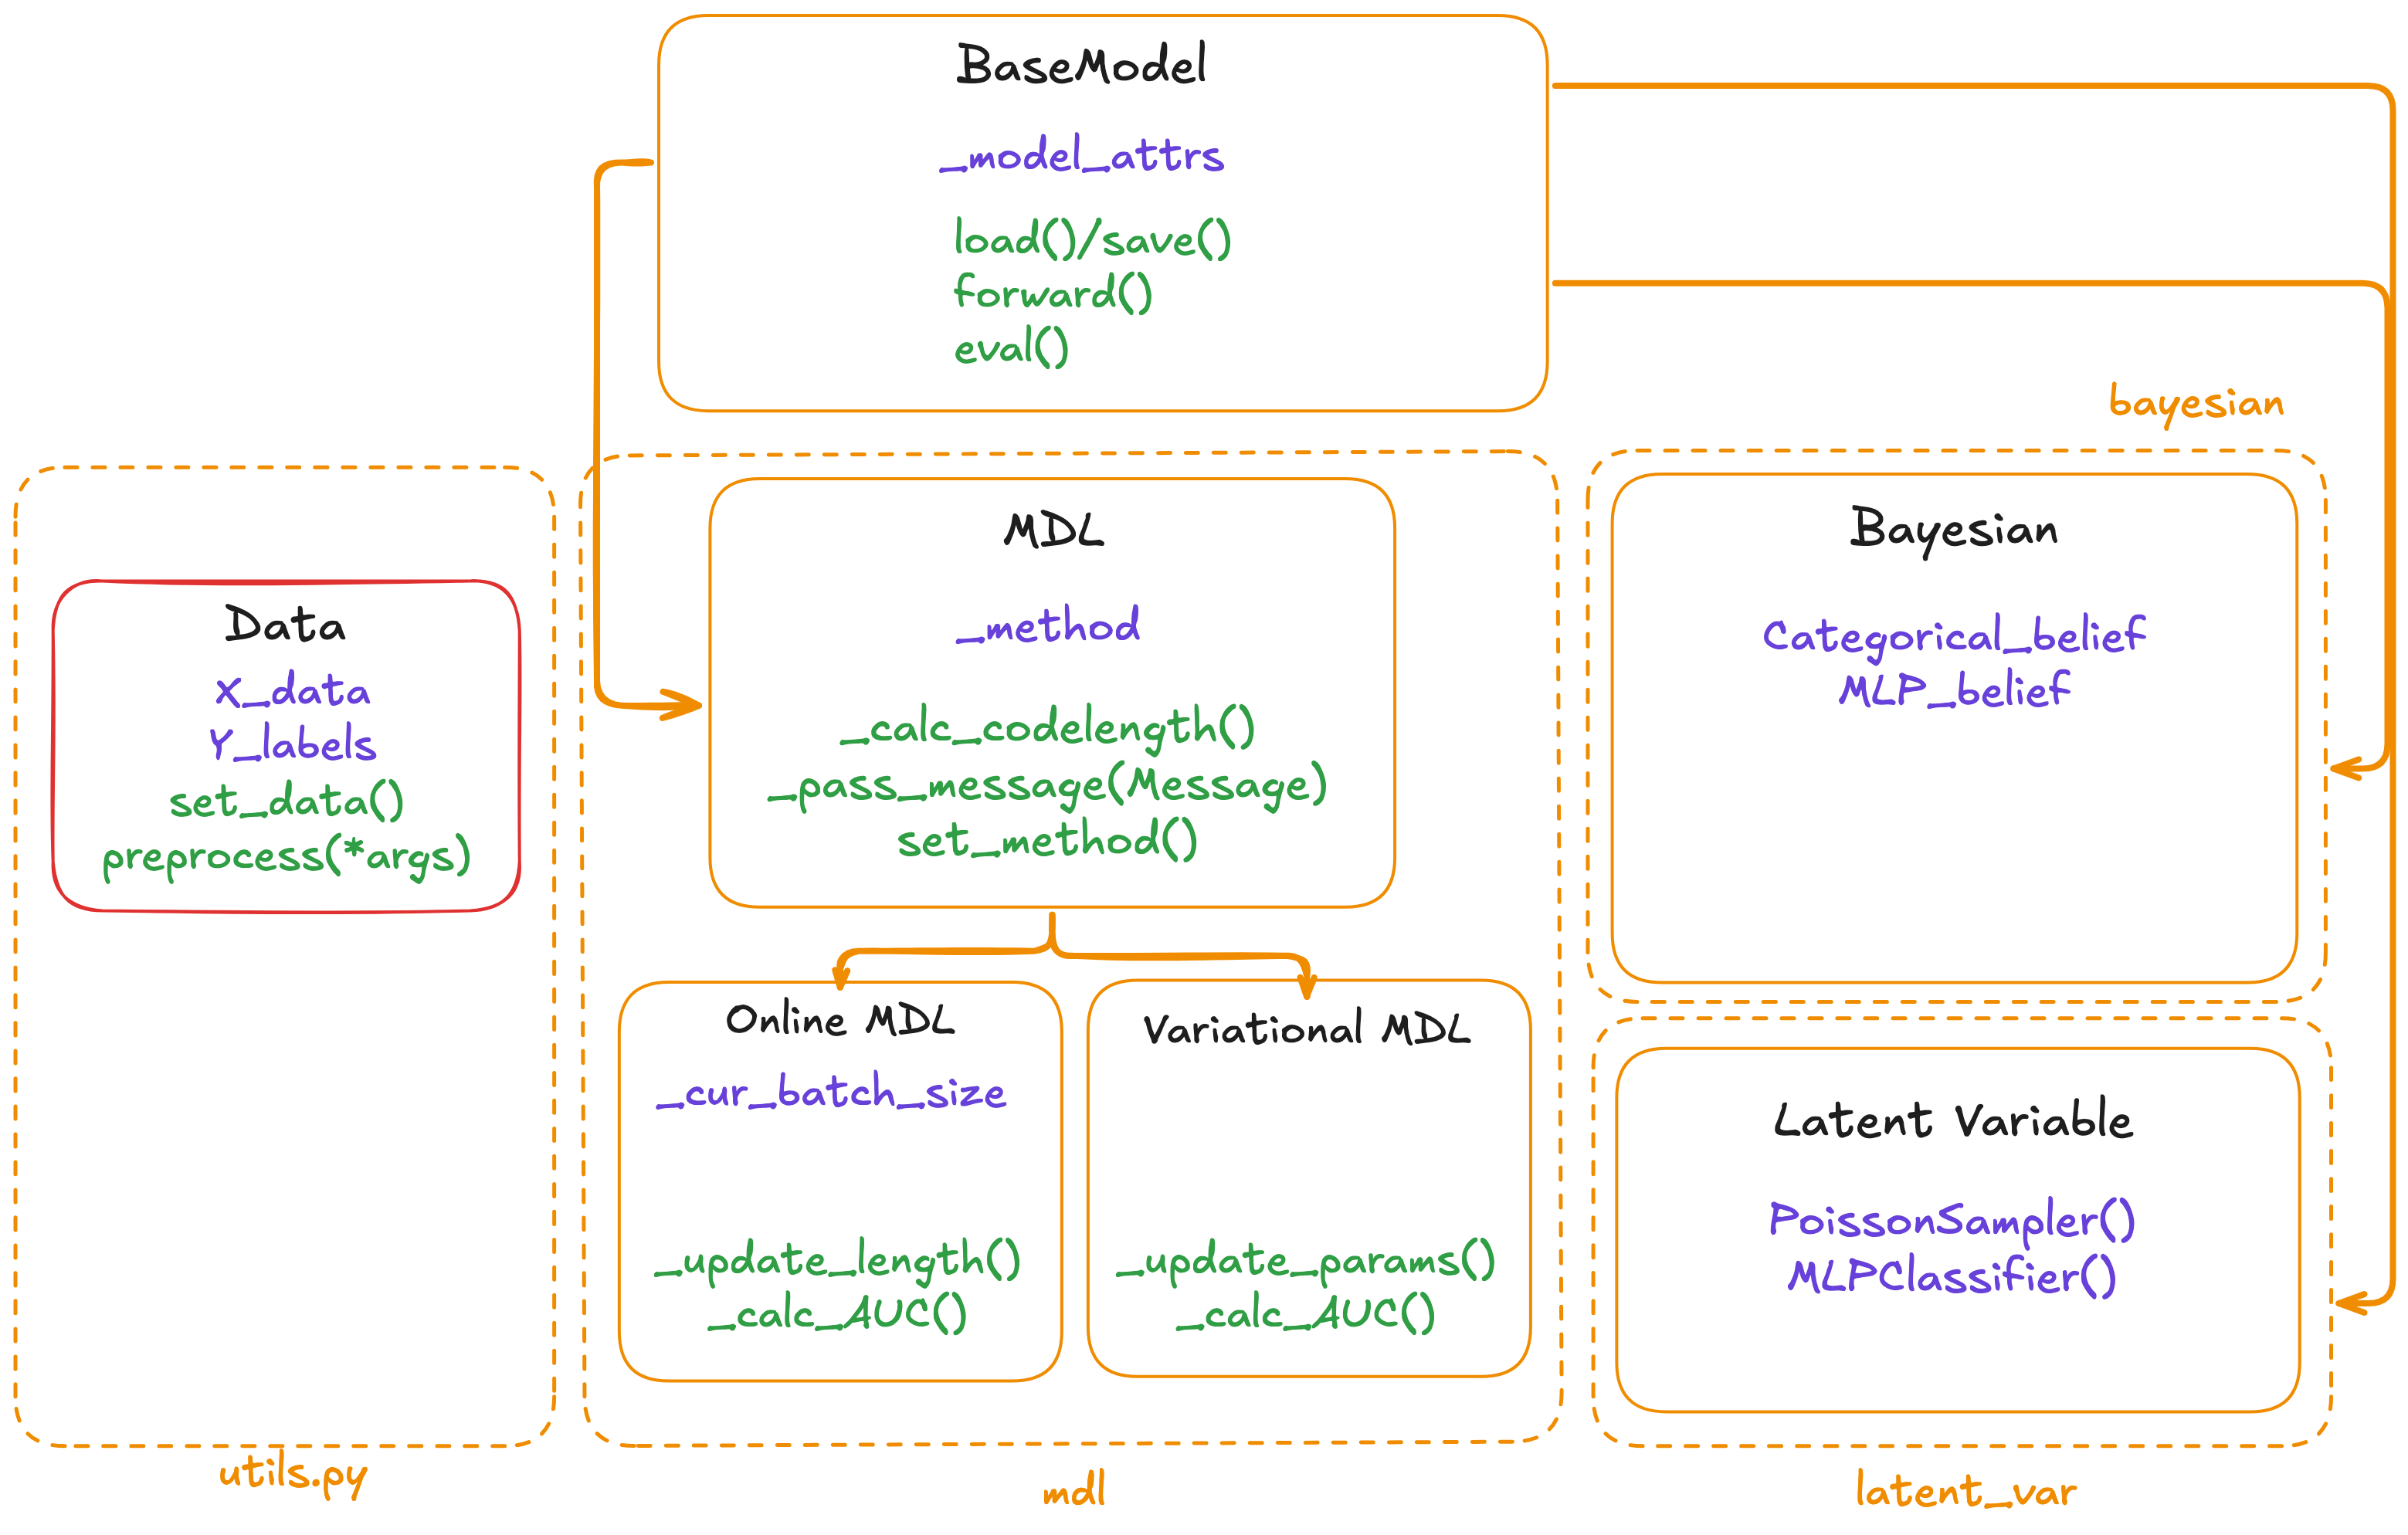 BaseModel
_model_attrs
load()/save()
forward()
eval()
bayesian
Data
X_data
Y_labels
set_data()
preprocess(*args)
utils.py
MDL
_method
_calc_codelength()
_pass_message(Message)
set_method()
Online MDL
_cur_batch_size
_update_length()
_calc_AUC()
Variational MDL
_update_params()
_calc_AUC()
mdl
Bayesian
Categorical_belief
MLP_belief
Latent Variable
PoissonSampler()
MLPClassifier()
latent_var